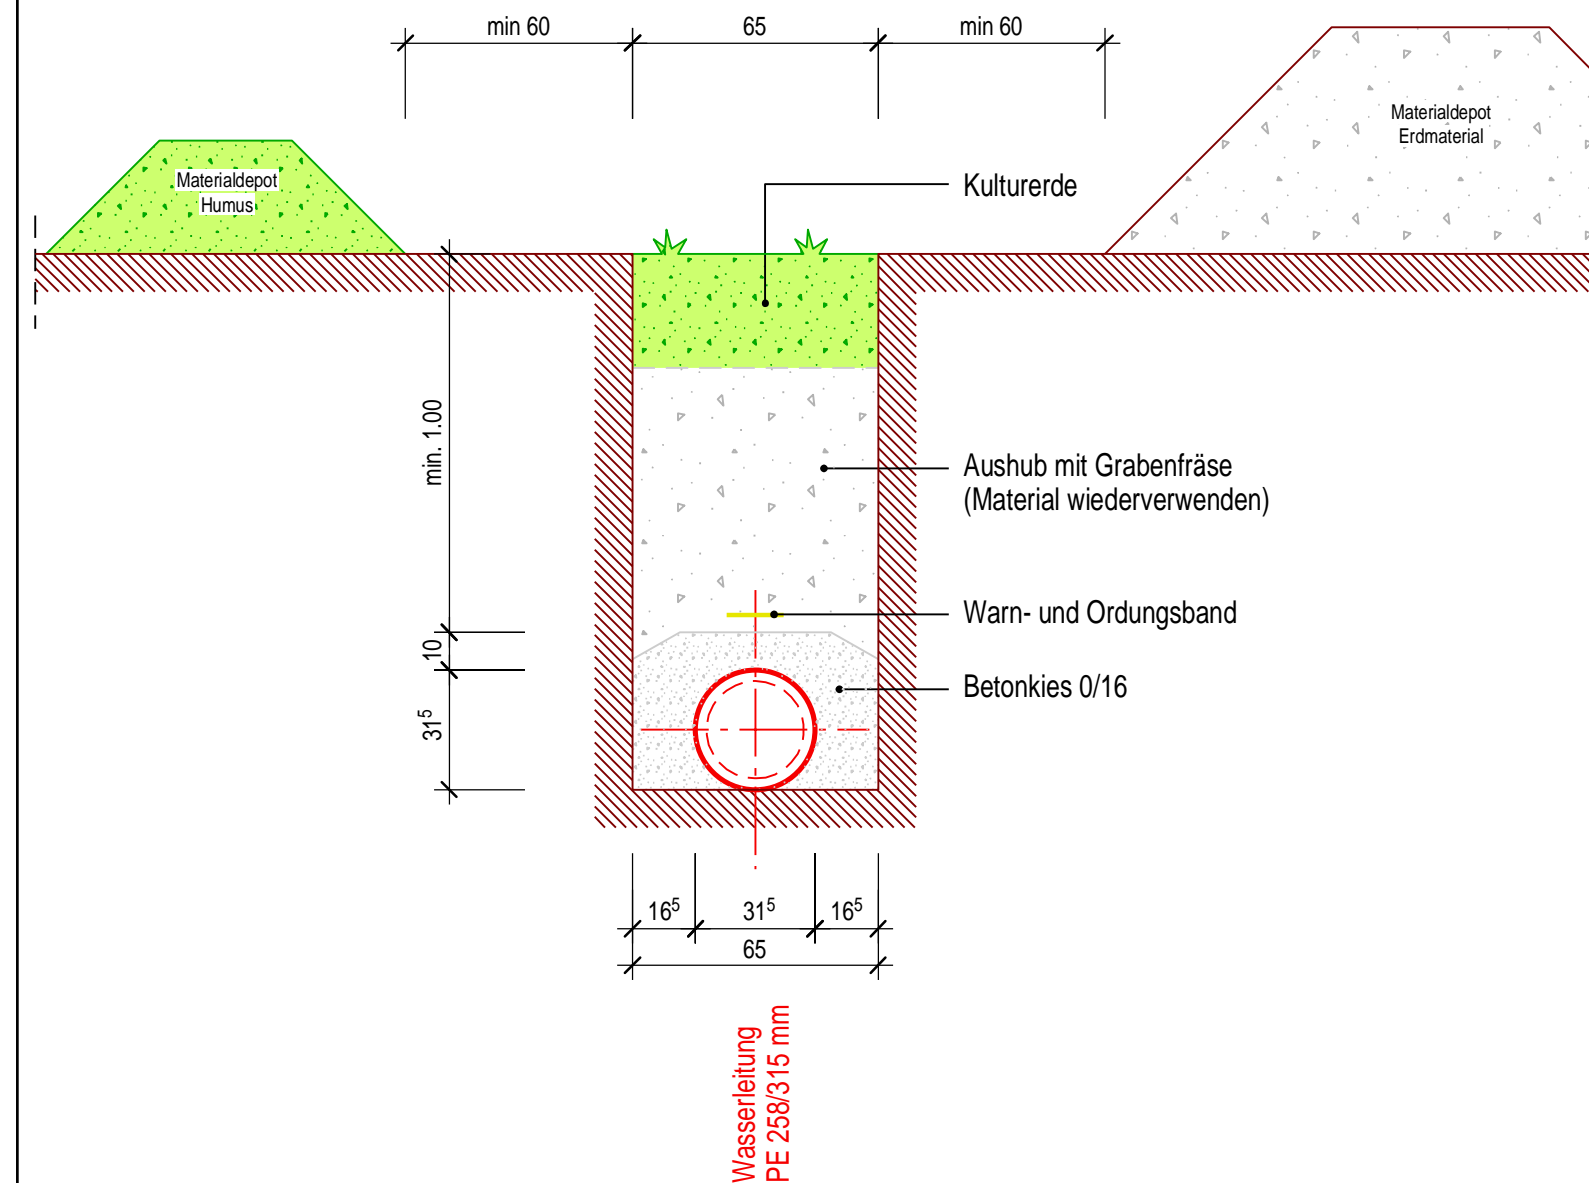 min 60
65
min 60
Materialdepot
Erdmaterial
Materialdepot
Humus
Kulturerde
min. 1.00
Aushub mit Grabenfräse
(Material wiederverwenden)
Warn- und Ordungsband
10
Betonkies 0/16
31⁵
16⁵
31⁵
16⁵
65
Wasserleitung
PE 258/315 mm